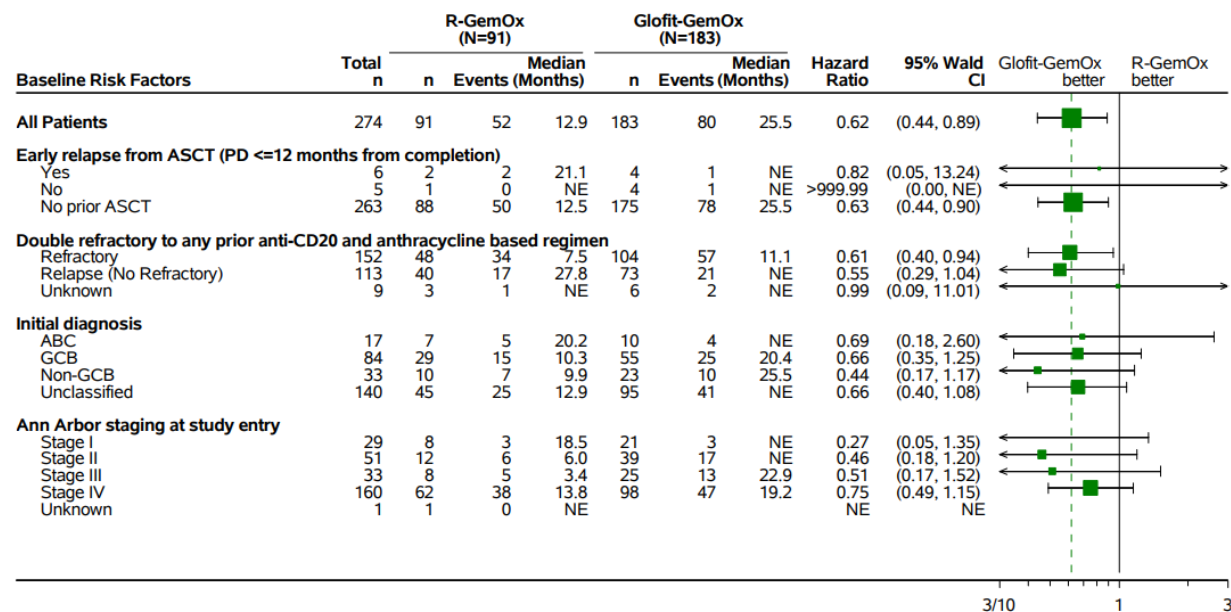 R-GemOx Glofit-GemOx
(N=91) (N=183)
Total Median Median Hazard 95% Wald Glofit-GemOx R-GemOx
Baseline Risk Factors n n Events (Months) n Events (Months) Ratio CI better better
All Patients 274 91 52 12.9 183 80 25.5 0.62 (0.44, 0.89)
Early relapse from ASCT (PD <=12 months from completion)
Yes 6 2 2 21.1 4 1 NE 0.82 (0.05, 13.24)
No 5 1 0 NE 4 1 NE >999.99 (0.00, NE)
No prior ASCT 263 88 50 12.5 175 78 25.5 0.63 (0.44, 0.90)
Double refractory to any prior anti-CD20 and anthracycline based regimen
Refractory 152 48 34 7.5 104 57 11.1 0.61 (0.40, 0.94)
Relapse (No Refractory) 113 40 17 27.8 73 21 NE 0.55 (0.29, 1.04)
Unknown 9 3 1 NE 6 2 NE 0.99 (0.09, 11.01)
Initial diagnosis
ABC 17 7 5 20.2 10 4 NE 0.69 (0.18, 2.60)
GCB 84 29 15 10.3 55 25 20.4 0.66 (0.35, 1.25)
Non-GCB 33 10 7 9.9 23 10 25.5 0.44 (0.17, 1.17)
Unclassified 140 45 25 12.9 95 41 NE 0.66 (0.40, 1.08)
Ann Arbor staging at study entry
Stage I 29 8 3 18.5 21 3 NE 0.27 (0.05, 1.35)
Stage II 51 12 6 6.0 39 17 NE 0.46 (0.18, 1.20)
Stage III 33 8 5 3.4 25 13 22.9 0.51 (0.17, 1.52)
Stage IV 160 62 38 13.8 98 47 19.2 0.75 (0.49, 1.15)
Unknown 1 1 0 NE NE NE
3/10 1 3